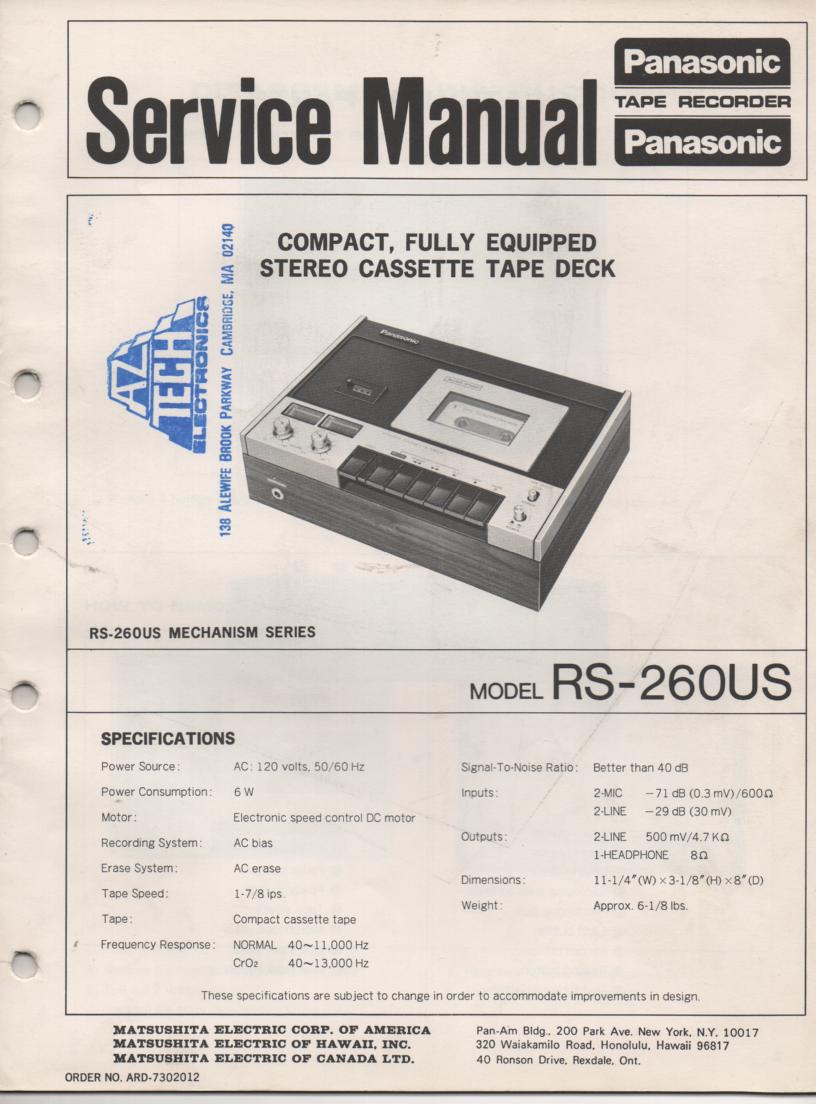 Service Manual
Panasonic
TAPE RECORDER
Panasonic
COMPACT, FULLY EQUIPPED
STEREO CASSETTE TAPE DECK
AZ
TECH
ELECTRONICS
138 ALEWIFE BROOK PARKWAY CAMBRIDGE, MA 02140
Panasonic
RS-260US MECHANISM SERIES
MODEL RS-260US
SPECIFICATIONS
Power Source: AC: 120 volts, 50/60 Hz
Power Consumption: 6 W
Motor: Electronic speed control DC motor
Recording System: AC bias
Erase System: AC erase
Tape Speed: 1-7/8 ips.
Tape: Compact cassette tape
Frequency Response: NORMAL 40~11,000 Hz
CrO₂ 40~13,000 Hz
Signal-To-Noise Ratio: Better than 40 dB
Inputs: 2-MIC −71 dB (0.3 mV)/600Ω
2-LINE −29 dB (30 mV)
Outputs: 2-LINE 500 mV/4.7 KΩ
1-HEADPHONE 8Ω
Dimensions: 11-1/4″(W)×3-1/8″(H)×8″(D)
Weight: Approx. 6-1/8 lbs.
These specifications are subject to change in order to accommodate improvements in design.
MATSUSHITA ELECTRIC CORP. OF AMERICA Pan-Am Bldg., 200 Park Ave. New York, N.Y. 10017
MATSUSHITA ELECTRIC OF HAWAII, INC. 320 Waiakamilo Road, Honolulu, Hawaii 96817
MATSUSHITA ELECTRIC OF CANADA LTD. 40 Ronson Drive, Rexdale, Ont.
ORDER NO. ARD-7302012